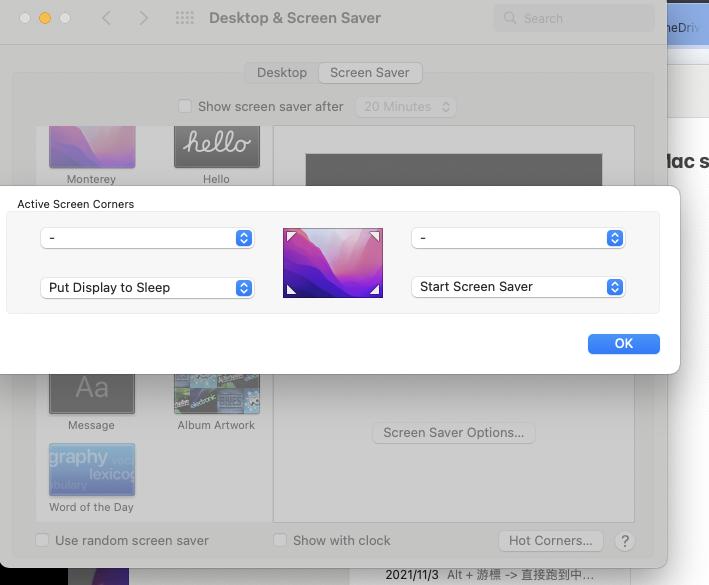 Desktop & Screen Saver
Search
Desktop
Screen Saver
Show screen saver after
20 Minutes
hello
Monterey
Hello
Active Screen Corners
-
-
Put Display to Sleep
Start Screen Saver
OK
Aa
Message
Album Artwork
Screen Saver Options...
graphy
lexicog
bulary
Word of the Day
Use random screen saver
Show with clock
Hot Corners...
?
2021/11/3 Alt + 游標 -> 直接跑到中...